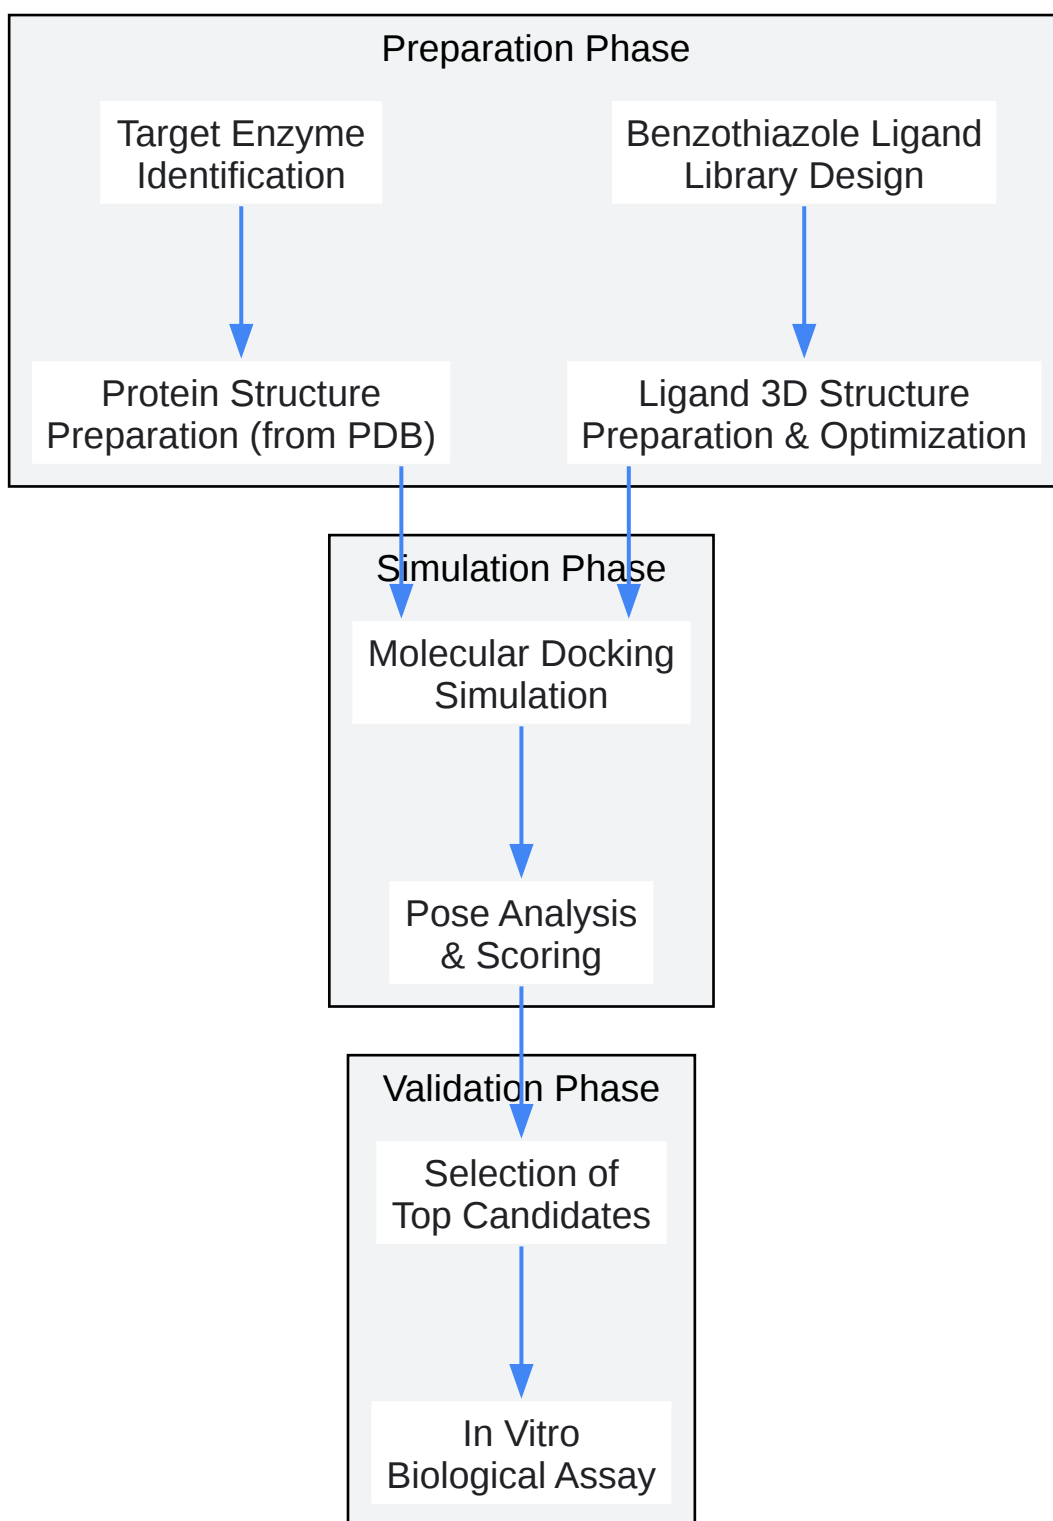 Preparation Phase
Target Enzyme
Identification
Benzothiazole Ligand
Library Design
Protein Structure
Preparation (from PDB)
Ligand 3D Structure
Preparation & Optimization
Simulation Phase
Molecular Docking
Simulation
Pose Analysis
& Scoring
Validation Phase
Selection of
Top Candidates
In Vitro
Biological Assay